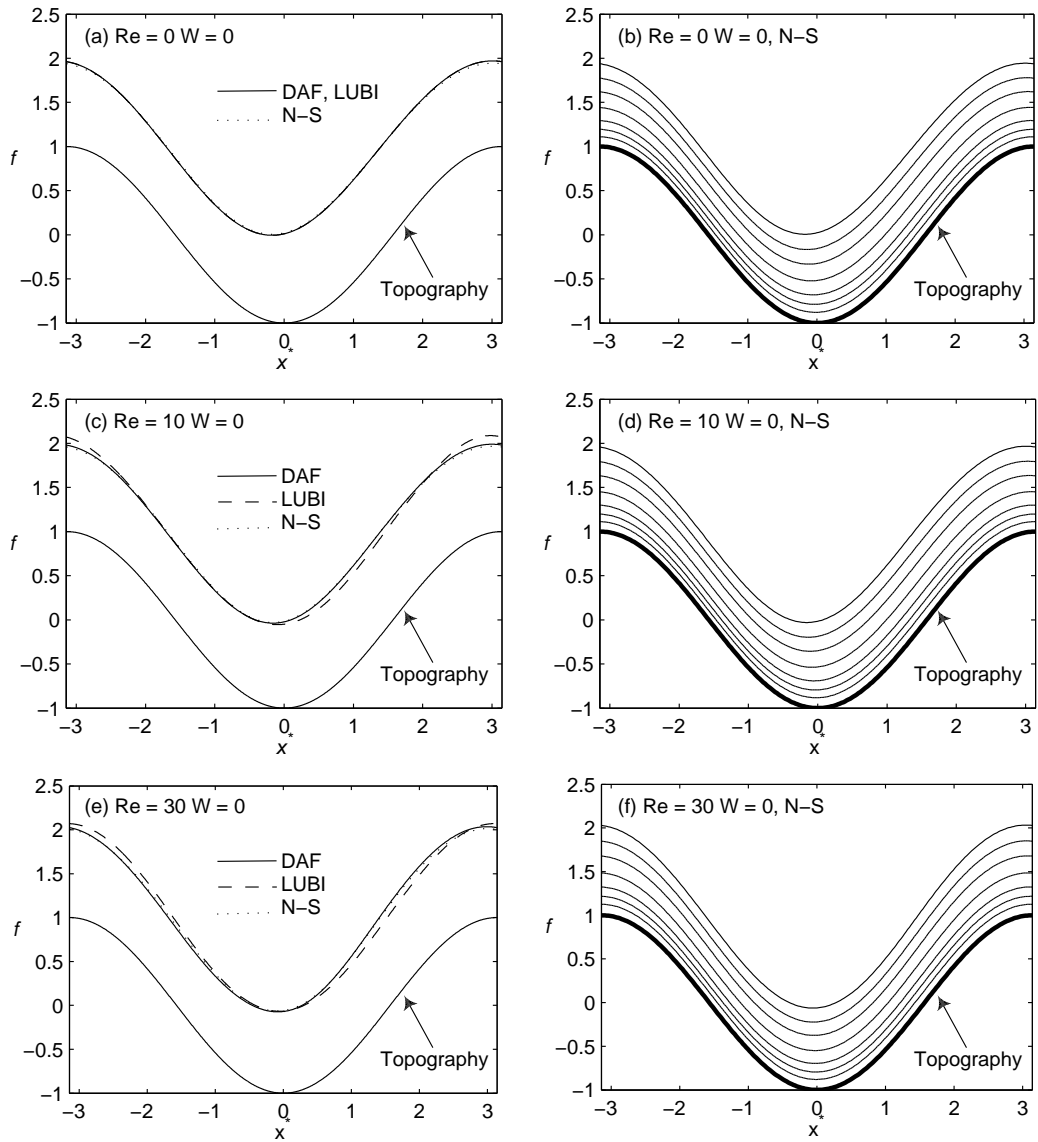 (a) Re = 0 W = 0
DAF, LUBI
N–S
Topography
f
x*
2.5
2
1.5
1
0.5
0
−0.5
−1
−3 −2 −1 0 1 2 3
(b) Re = 0 W = 0, N–S
Topography
f
x*
2.5
2
1.5
1
0.5
0
−0.5
−1
−3 −2 −1 0 1 2 3
(c) Re = 10 W = 0
DAF
LUBI
N–S
Topography
f
x*
2.5
2
1.5
1
0.5
0
−0.5
−1
−3 −2 −1 0 1 2 3
(d) Re = 10 W = 0, N–S
Topography
f
x*
2.5
2
1.5
1
0.5
0
−0.5
−1
−3 −2 −1 0 1 2 3
(e) Re = 30 W = 0
DAF
LUBI
N–S
Topography
f
x*
2.5
2
1.5
1
0.5
0
−0.5
−1
−3 −2 −1 0 1 2 3
(f) Re = 30 W = 0, N–S
Topography
f
x*
2.5
2
1.5
1
0.5
0
−0.5
−1
−3 −2 −1 0 1 2 3